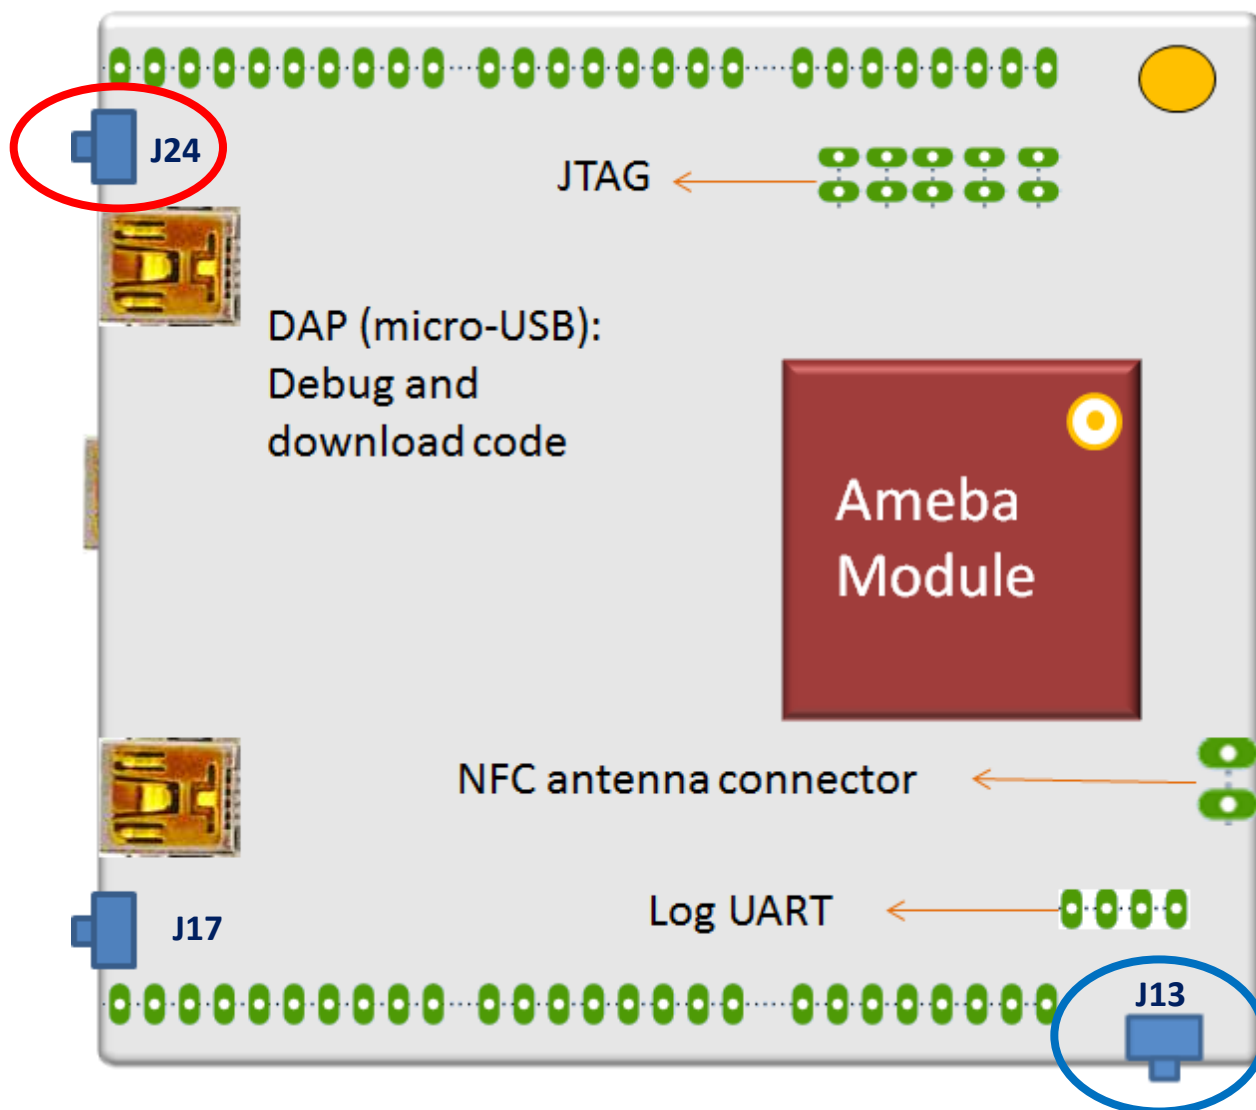 J24
JTAG
DAP (micro-USB):
Debug and
download code
Ameba
Module
NFC antenna connector
Log UART
J17
J13